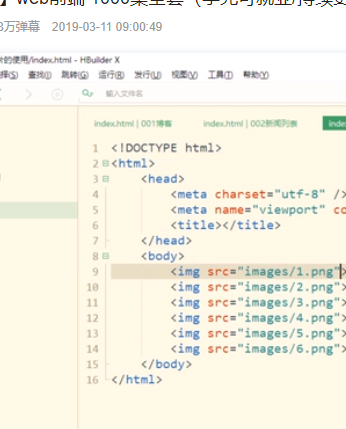 web前端 1000集全套（学完可就业/持续更
8万弹幕 2019-03-11 09:00:49
的使用/index.html - HBuilder X
选择(S) 查找(I) 跳转(G) 运行(R) 发行(U) 视图(V) 工具(T) 帮助(Y)
输入文件名
index.html | 001博客 index.html | 002新闻列表 inde
1 <!DOCTYPE html>
2 <html>
3 <head>
4 <meta charset="utf-8" />
5 <meta name="viewport" co
6 <title></title>
7 </head>
8 <body>
9 <img src="images/1.png">
10 <img src="images/2.png">
11 <img src="images/3.png">
12 <img src="images/4.png">
13 <img src="images/5.png">
14 <img src="images/6.png">
15 </body>
16 </html>